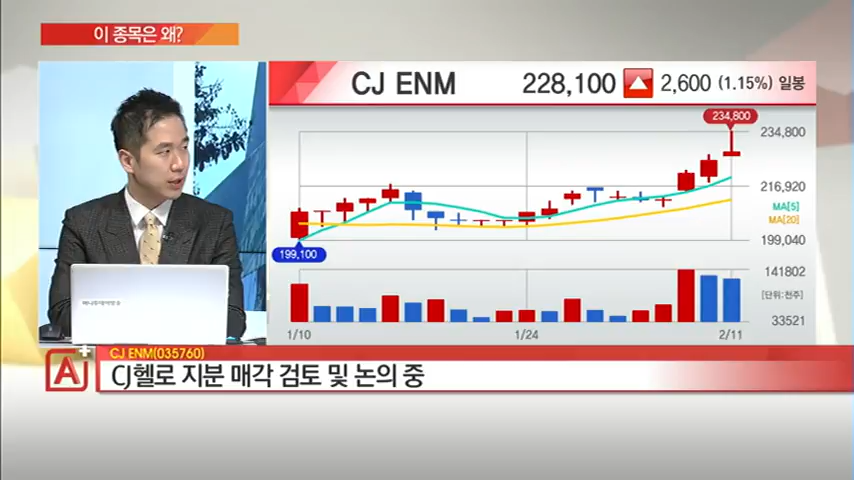 이 종목은 왜?
CJ ENM 228,100 2,600 (1.15%) 일봉
234,800
234,800
216,920
MA[5]
MA[20]
199,040
199,100
141802
[단위:천주]
33521
1/10 1/24 2/11
CJ ENM(035760)
A+
CJ헬로 지분 매각 검토 및 논의 중